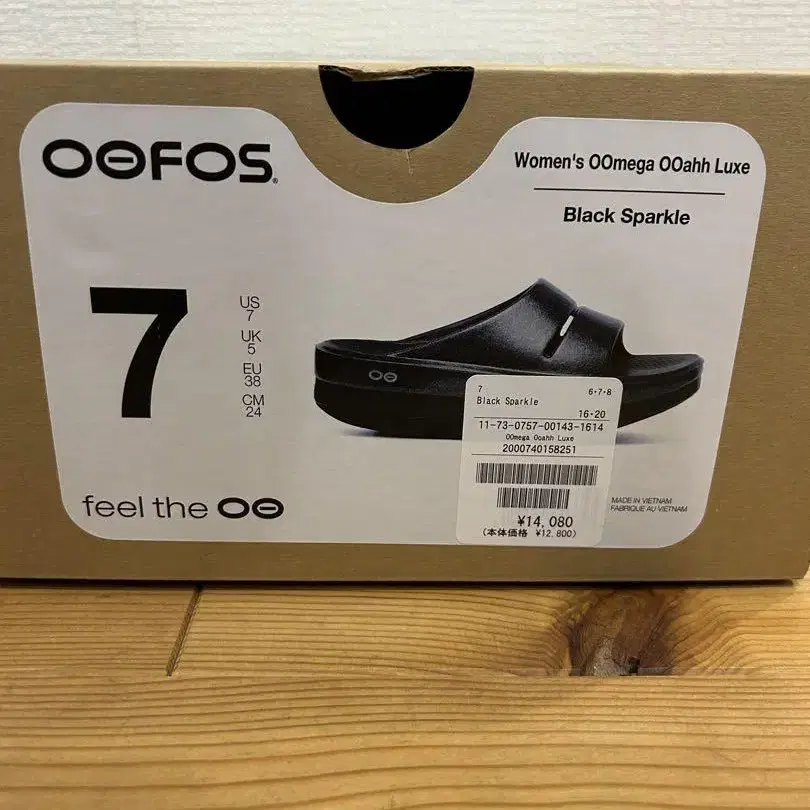 OOFOS
Women's OOmega OOahh Luxe
Black Sparkle
7
US
7
UK
5
EU
38
CM
24
feel the OO
7 6・7・8
Black Sparkle
16・20
11-73-0757-00143-1614
OOmega Ooahh Luxe
2000740158251
¥14,080
(本体価格 ¥12,800)
MADE IN VIETNAM
FABRIQUE AU VIETNAM